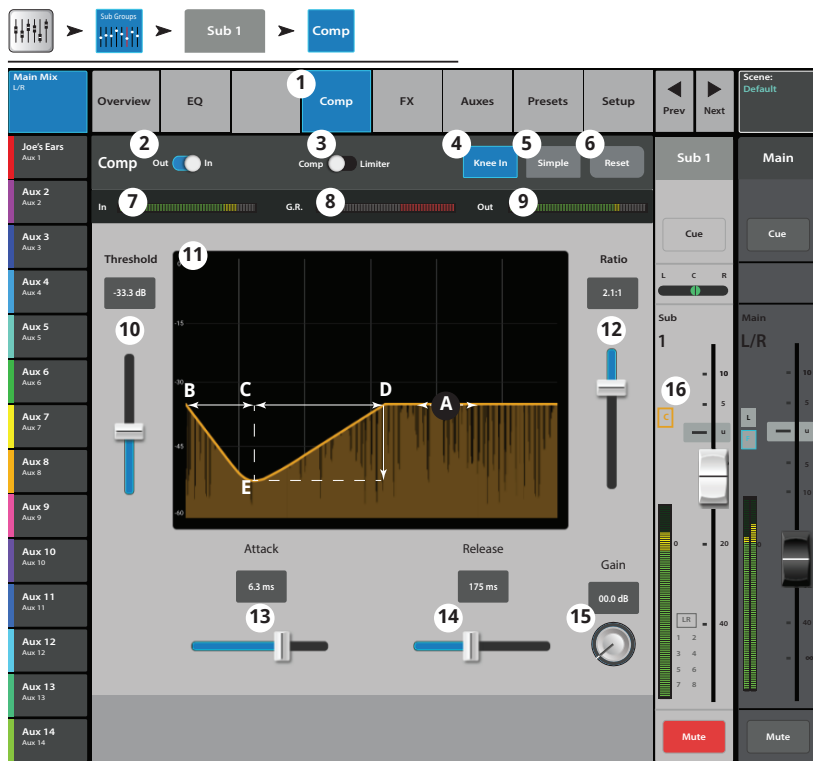 Sub Groups
Sub 1
Comp
Main Mix
L/R
Overview
EQ
1
Comp
FX
Auxes
Presets
Setup
Prev
Next
Scene:
Default
Joe's Ears
Aux 1
Aux 2
Aux 2
Aux 3
Aux 3
Aux 4
Aux 4
Aux 5
Aux 5
Aux 6
Aux 6
Aux 7
Aux 7
Aux 8
Aux 8
Aux 9
Aux 9
Aux 10
Aux 10
Aux 11
Aux 11
Aux 12
Aux 12
Aux 13
Aux 13
Aux 14
Aux 14
Comp
2
Out
In
3
Comp
Limiter
4
Knee In
5
Simple
6
Reset
In
7
G.R.
8
Out
9
Threshold
-33.3 dB
10
11
-15
-30
-45
-60
B
C
D
A
E
Ratio
2.1:1
12
Attack
6.3 ms
13
Release
175 ms
14
Gain
00.0 dB
15
Sub 1
Cue
L C R
Sub
1
10
5
16
C
u
5
10
0
20
LR
40
1 2
3 4
5 6
7 8
Mute
Main
Cue
Main
L/R
10
5
L
u
5
10
0
20
40
∞
Mute